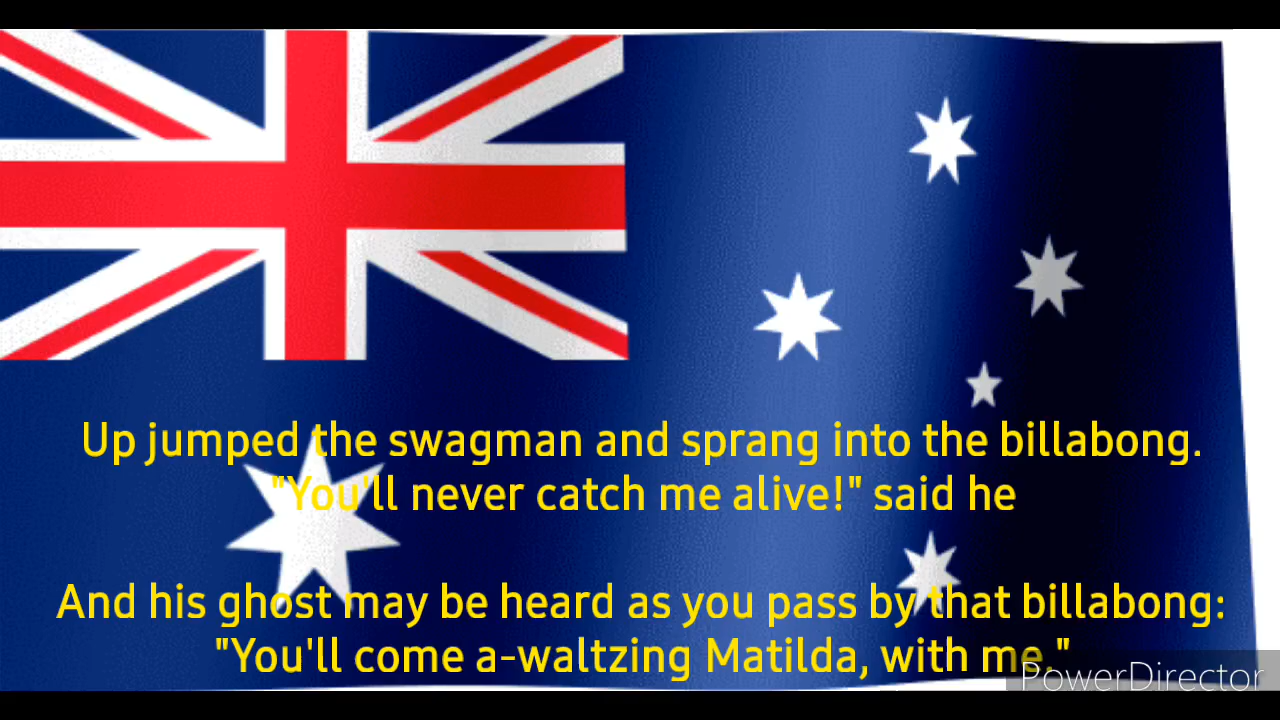 Up jumped the swagman and sprang into the billabong.
"You'll never catch me alive!" said he
And his ghost may be heard as you pass by that billabong:
"You'll come a-waltzing Matilda, with me."
PowerDirector